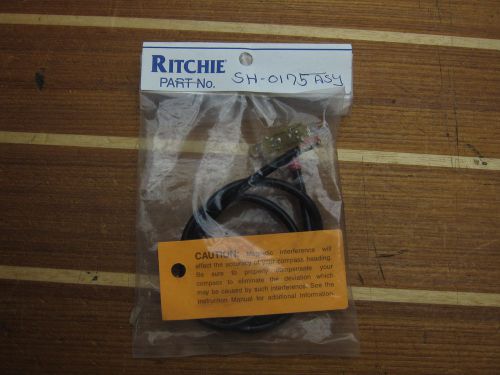 RITCHIE®
PART NO. SH-0175 ASY
CAUTION: Magnetic interference will
affect the accuracy of your compass heading.
Be sure to properly compensate your
compass to eliminate the deviation which
may be caused by such interference. See the
Instruction Manual for additional information.